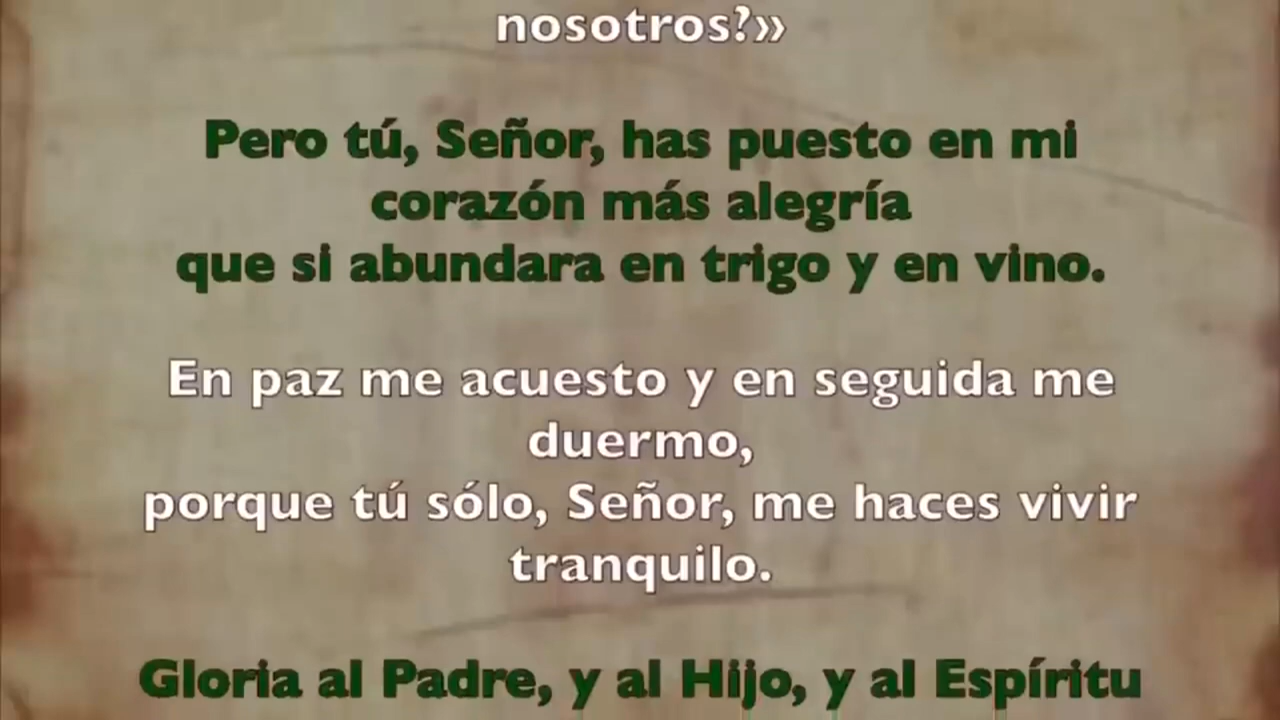 nosotros?»
Pero tú, Señor, has puesto en mi
corazón más alegría
que si abundara en trigo y en vino.
En paz me acuesto y en seguida me
duermo,
porque tú sólo, Señor, me haces vivir
tranquilo.
Gloria al Padre, y al Hijo, y al Espíritu